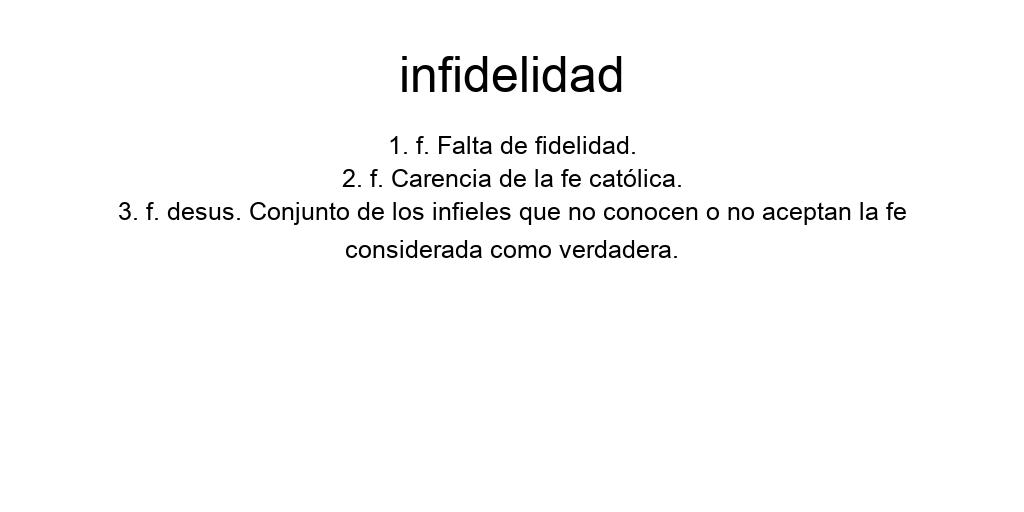 infidelidad
1. f. Falta de fidelidad.
2. f. Carencia de la fe católica.
3. f. desus. Conjunto de los infieles que no conocen o no aceptan la fe
considerada como verdadera.